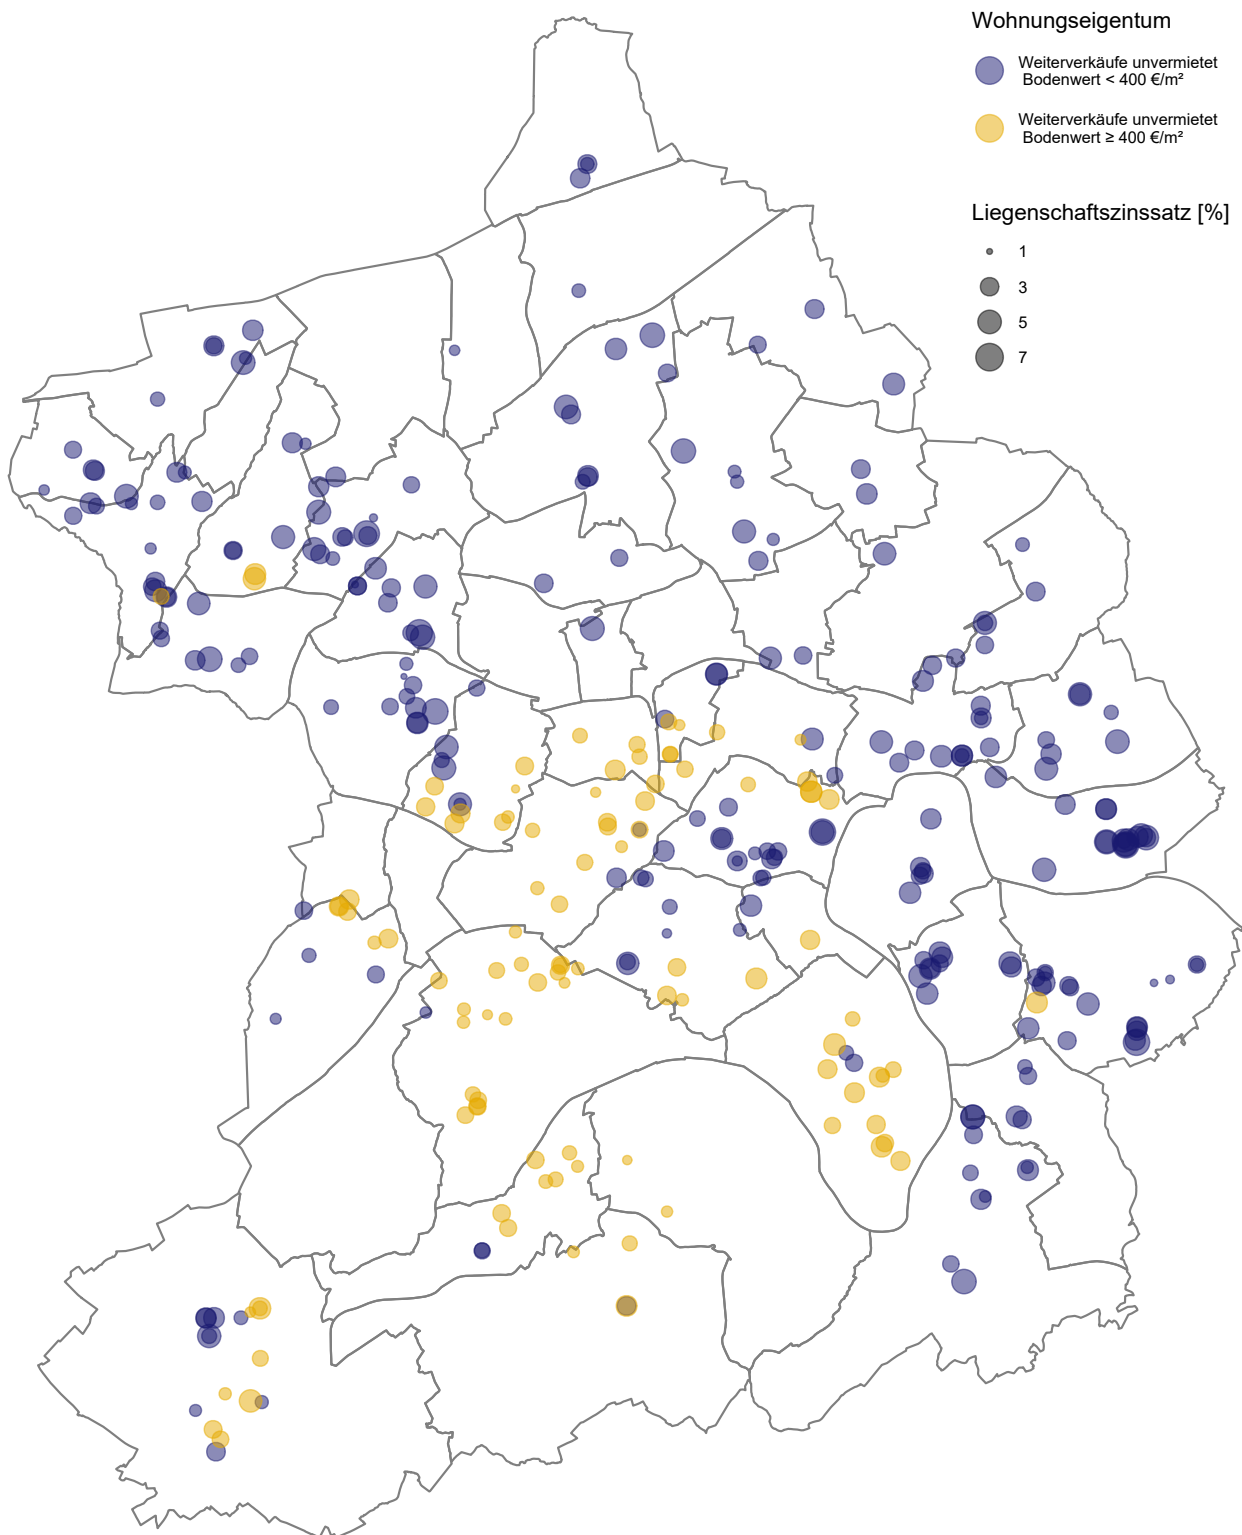 Wohnungseigentum
Weiterverkäufe unvermietet
Bodenwert < 400 €/m²
Weiterverkäufe unvermietet
Bodenwert ≥ 400 €/m²
Liegenschaftszinssatz [%]
1
3
5
7